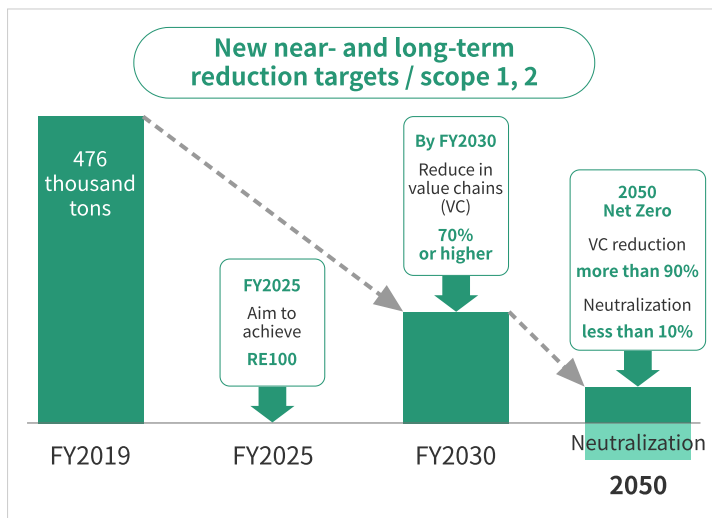 New near- and long-term
reduction targets / scope 1, 2
476
thousand
tons
FY2025
Aim to
achieve
RE100
By FY2030
Reduce in
value chains
(VC)
70%
or higher
2050
Net Zero
VC reduction
more than 90%
Neutralization
less than 10%
FY2019
FY2025
FY2030
Neutralization
2050